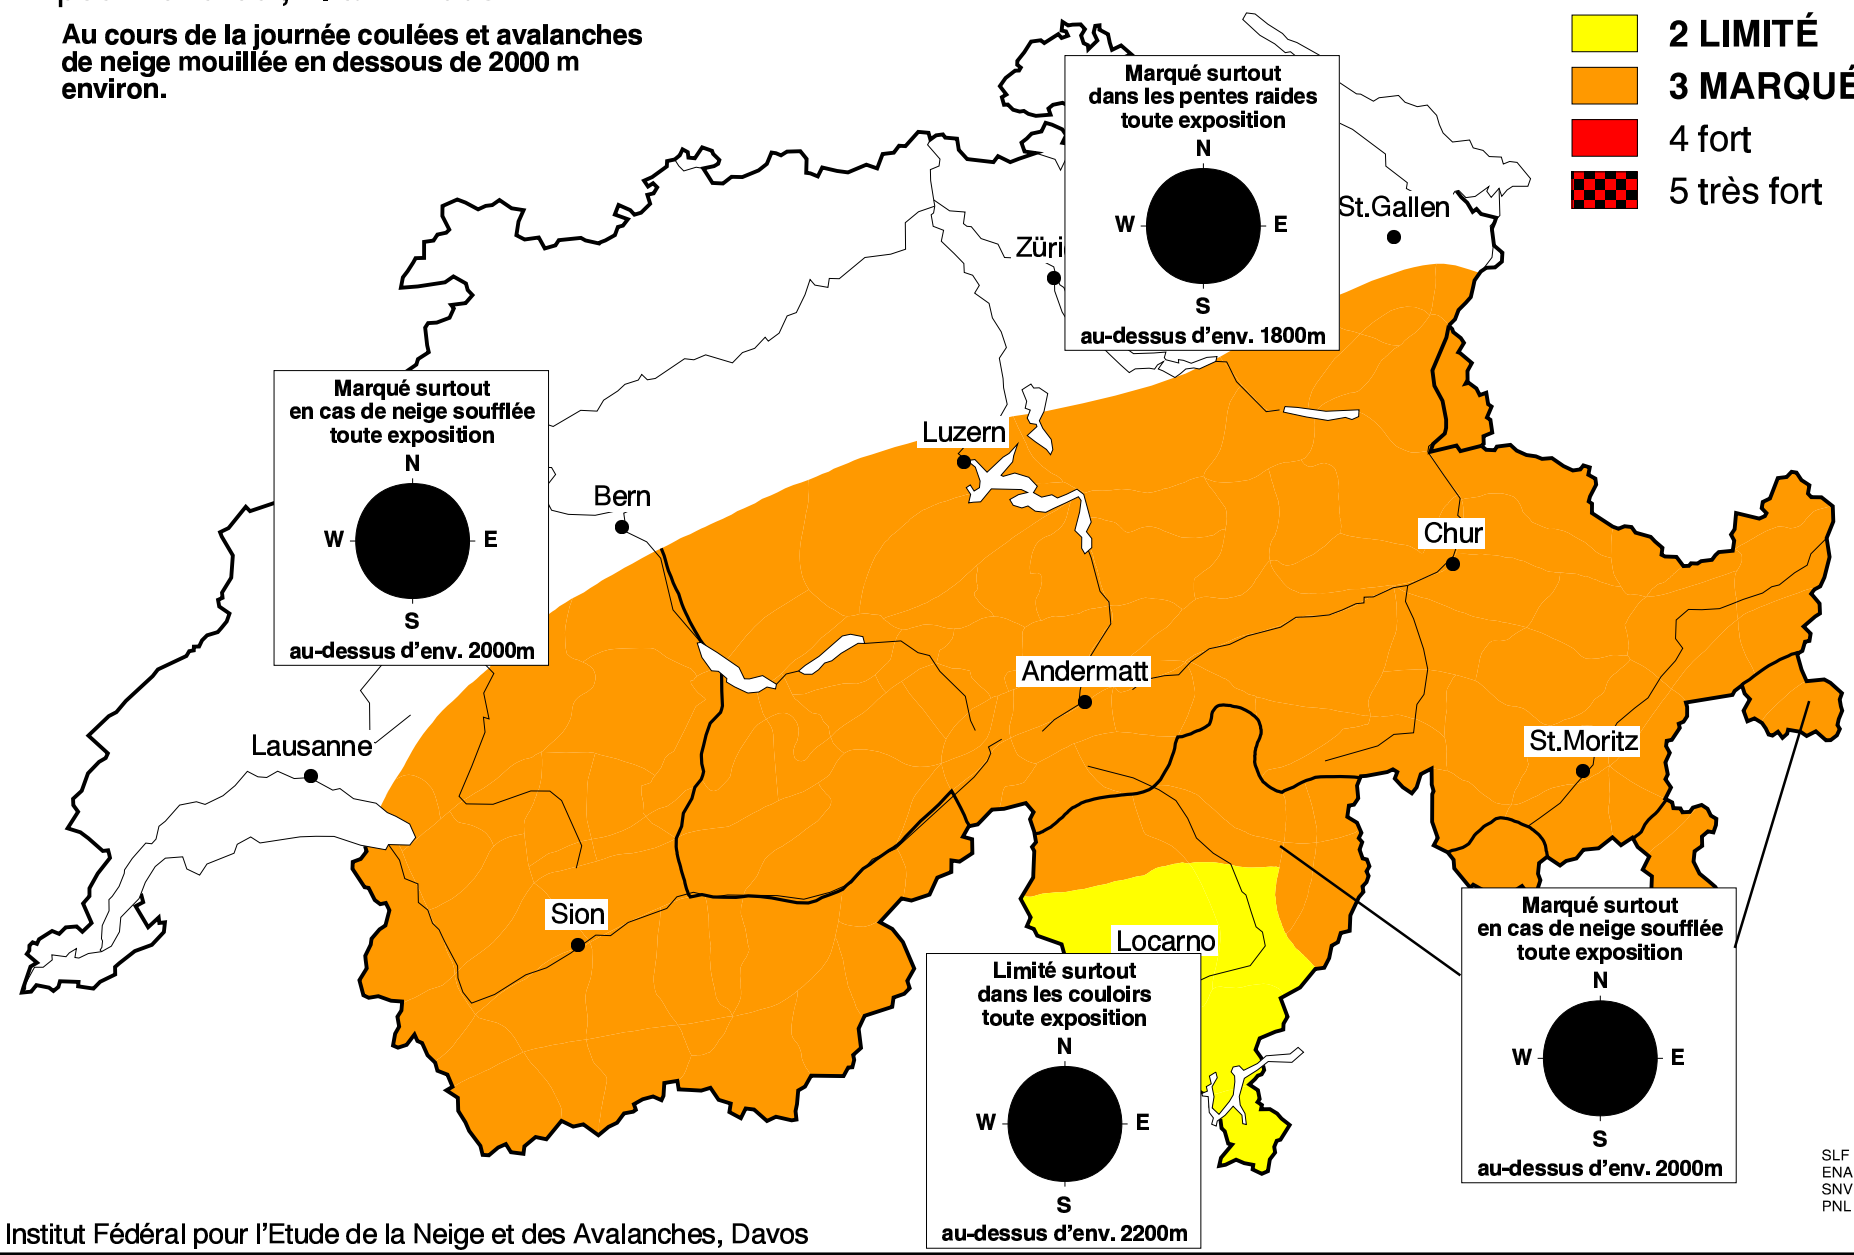 Au cours de la journée coulées et avalanches
de neige mouillée en dessous de 2000 m
environ.
2 LIMITÉ
3 MARQUÉ
4 fort
5 très fort
Marqué surtout
dans les pentes raides
toute exposition
N
W E
S
au-dessus d'env. 1800m
St.Gallen
Züri
Marqué surtout
en cas de neige soufflée
toute exposition
N
W E
S
au-dessus d'env. 2000m
Luzern
Bern
Chur
Andermatt
Lausanne
St.Moritz
Sion
Locarno
Limité surtout
dans les couloirs
toute exposition
N
W E
S
au-dessus d'env. 2200m
Marqué surtout
en cas de neige soufflée
toute exposition
N
W E
S
au-dessus d'env. 2000m
SLF
ENA
SNV
PNL
Institut Fédéral pour l'Etude de la Neige et des Avalanches, Davos